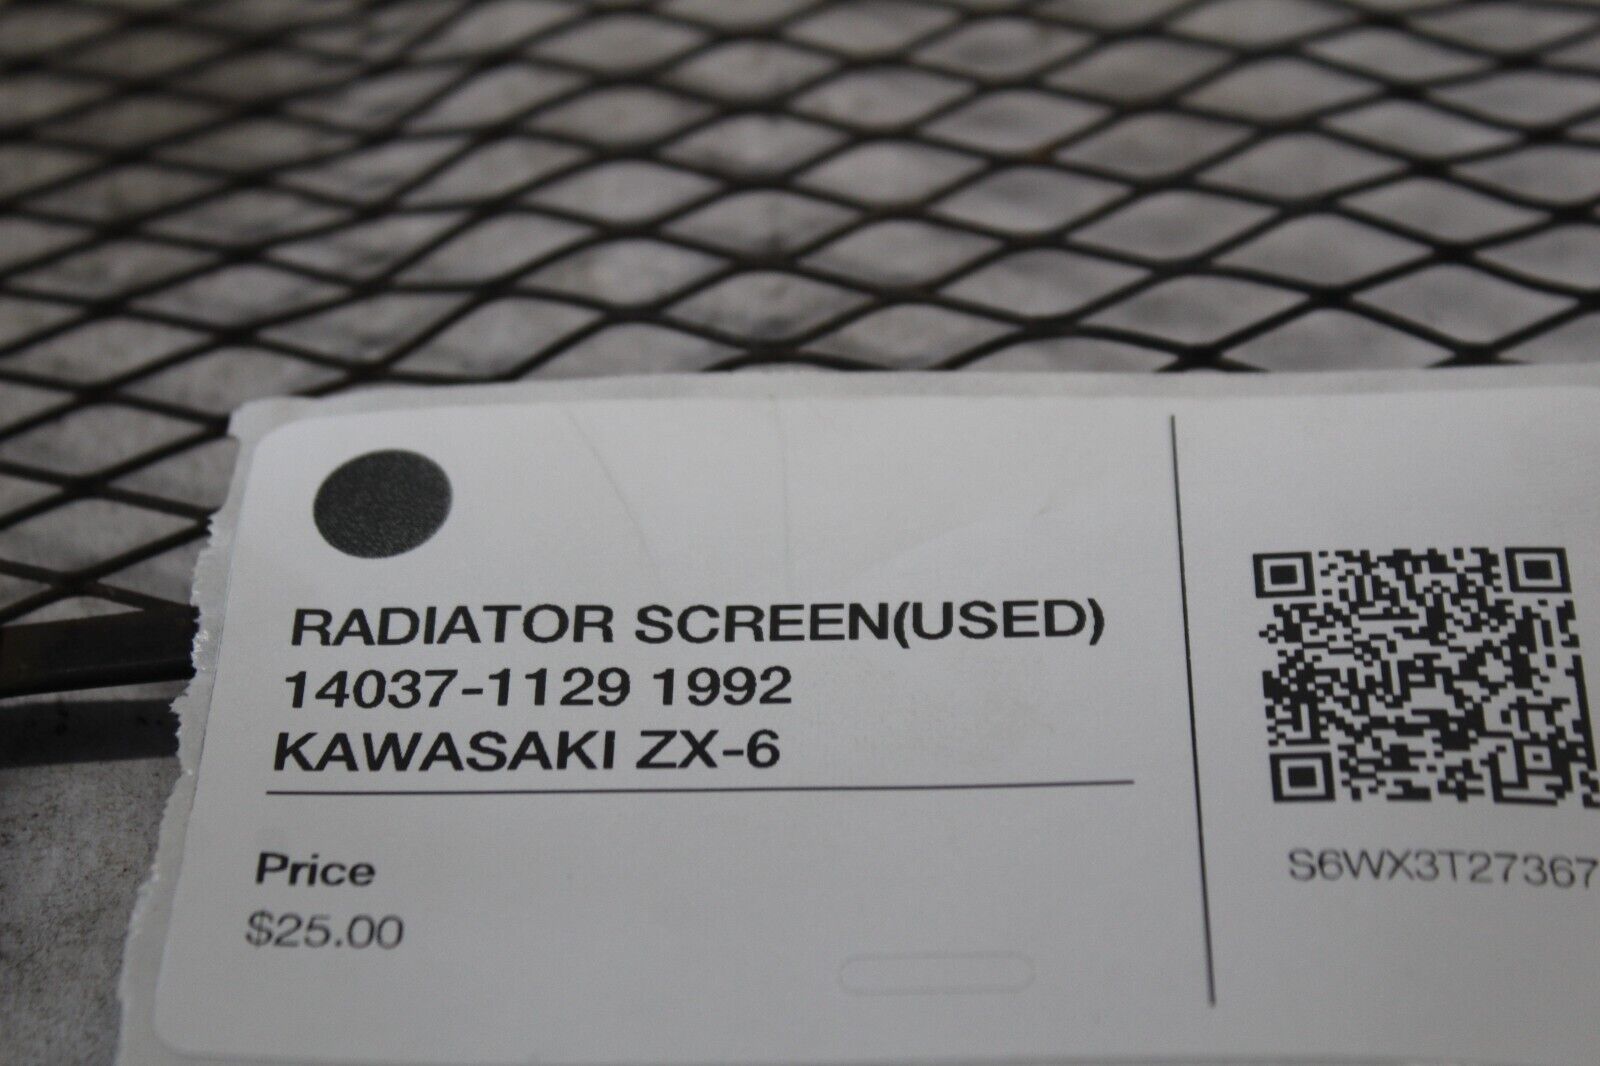 RADIATOR SCREEN(USED)
14037-1129 1992
KAWASAKI ZX-6
Price
$25.00
S6WX3T27367